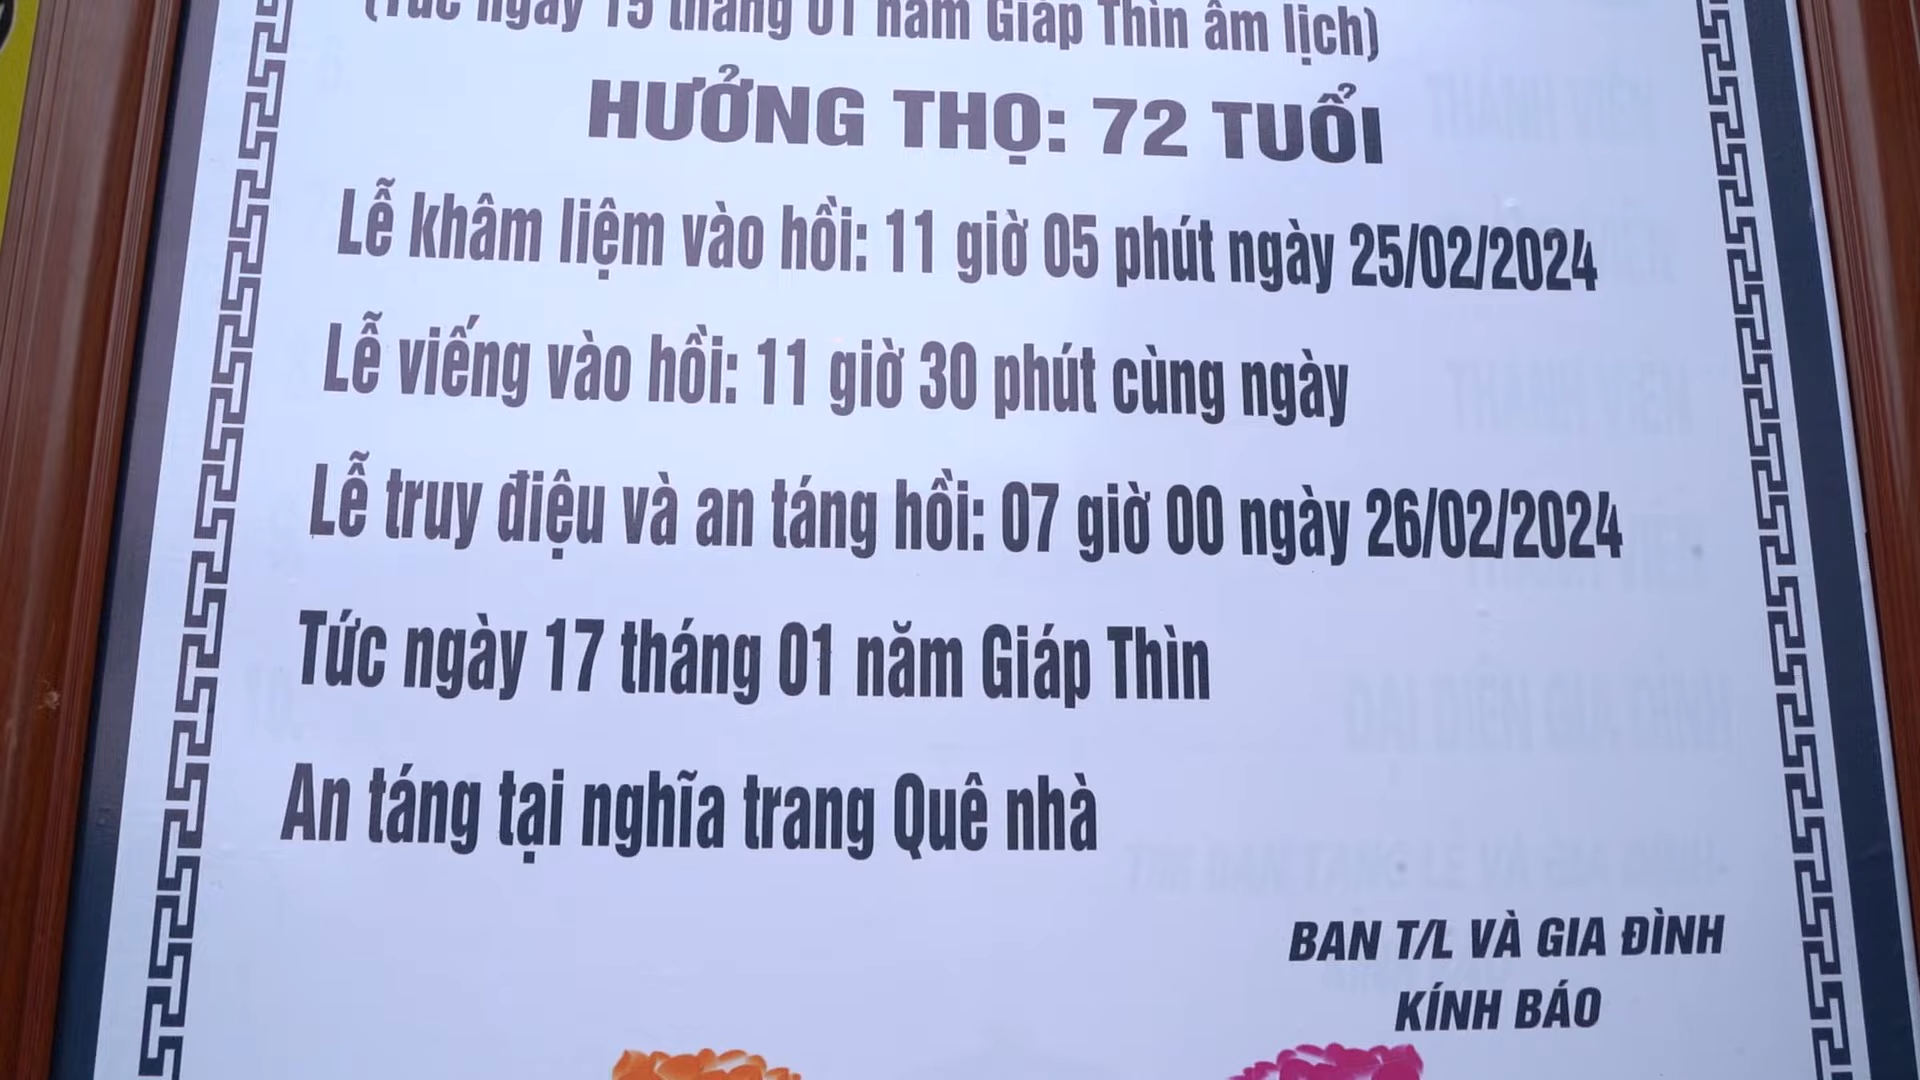 (Tức ngày 15 tháng 01 năm Giáp Thìn âm lịch)
HƯỞNG THỌ: 72 TUỔI
Lễ khâm liệm vào hồi: 11 giờ 05 phút ngày 25/02/2024
Lễ viếng vào hồi: 11 giờ 30 phút cùng ngày
Lễ truy điệu và an táng hồi: 07 giờ 00 ngày 26/02/2024
Tức ngày 17 tháng 01 năm Giáp Thìn
An táng tại nghĩa trang Quê nhà
BAN T/L VÀ GIA ĐÌNH
KÍNH BÁO